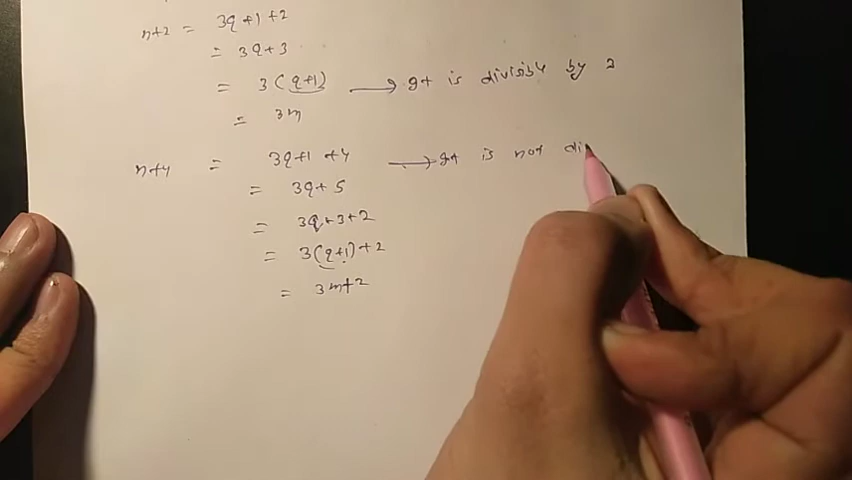 n+2 = 3q+1+2
= 3q+3
= 3(q+1) → It is divisible by 3
= 3m
n+4 = 3q+1+4 → It is not di
= 3q+5
= 3q+3+2
= 3(q+1)+2
= 3m+2